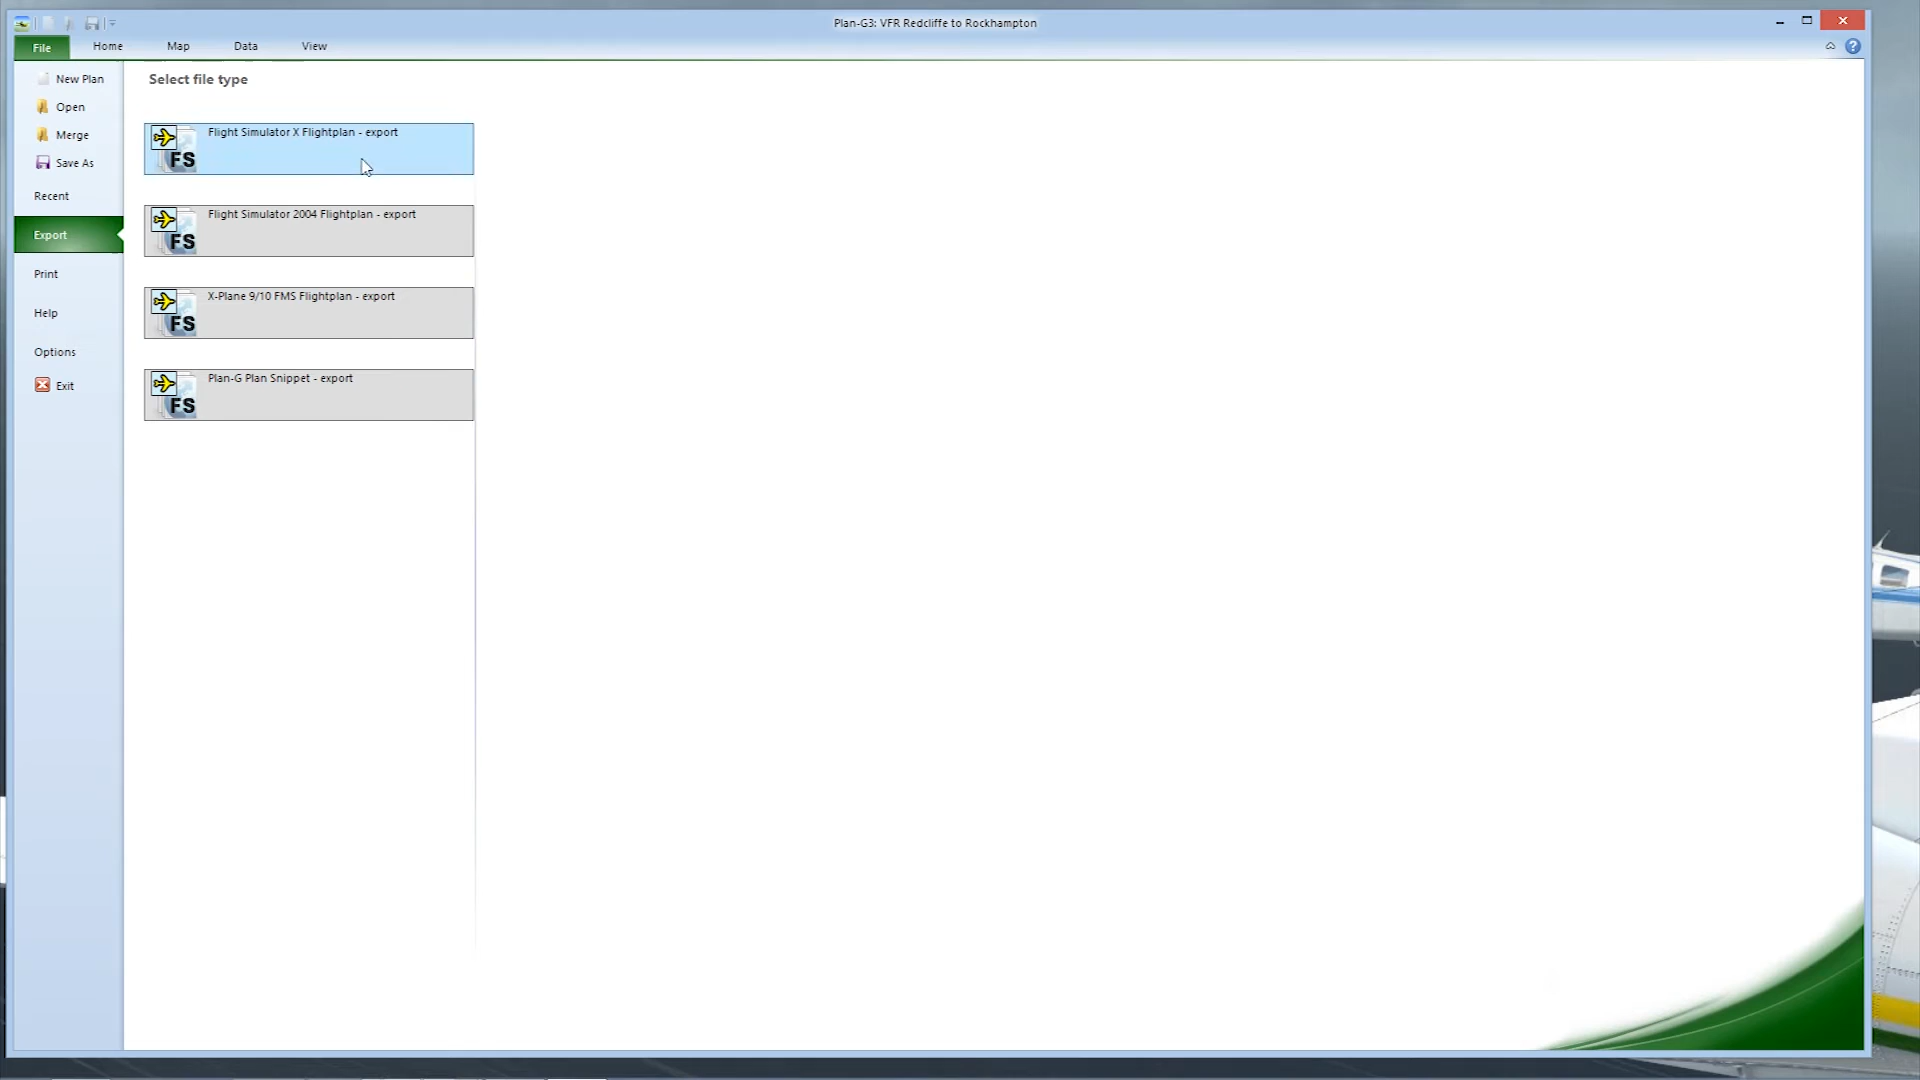 Plan-G3: VFR Redcliffe to Rockhampton
File Home Map Data View
New Plan
Open
Merge
Save As
Recent
Export
Print
Help
Options
Exit
Select file type
Flight Simulator X Flightplan - export
FS
Flight Simulator 2004 Flightplan - export
FS
X-Plane 9/10 FMS Flightplan - export
FS
Plan-G Plan Snippet - export
FS